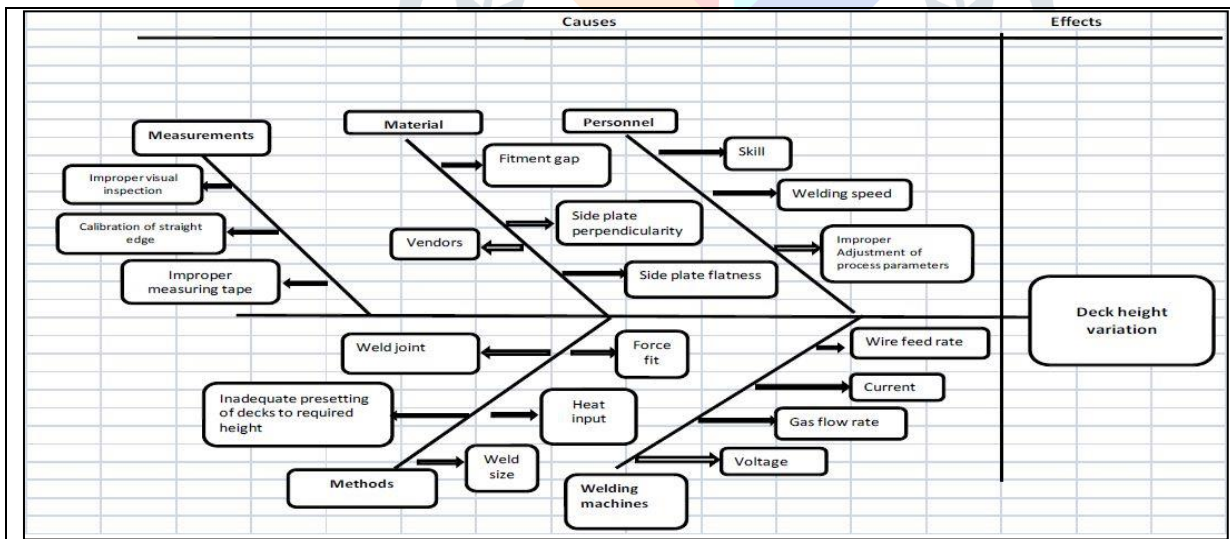 Causes
Effects
Measurements
Improper visual
inspection
Calibration of straight
edge
Improper
measuring tape
Material
Fitment gap
Side plate
perpendicularity
Vendors
Side plate flatness
Personnel
Skill
Welding speed
Improper
Adjustment of
process parameters
Deck height
variation
Weld joint
Force
fit
Inadequate presetting
of decks to required
height
Heat
input
Weld
size
Methods
Wire feed rate
Current
Gas flow rate
Voltage
Welding
machines